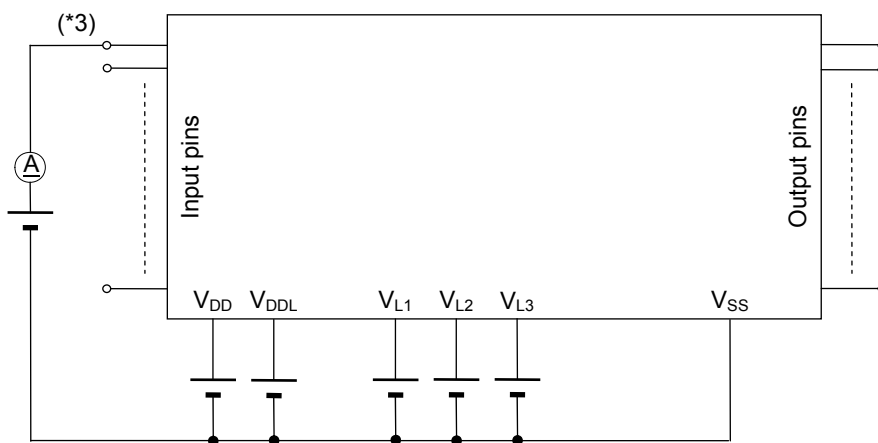 (*3)
A
Input pins
Output pins
VDD VDDL VL1 VL2 VL3 VSS